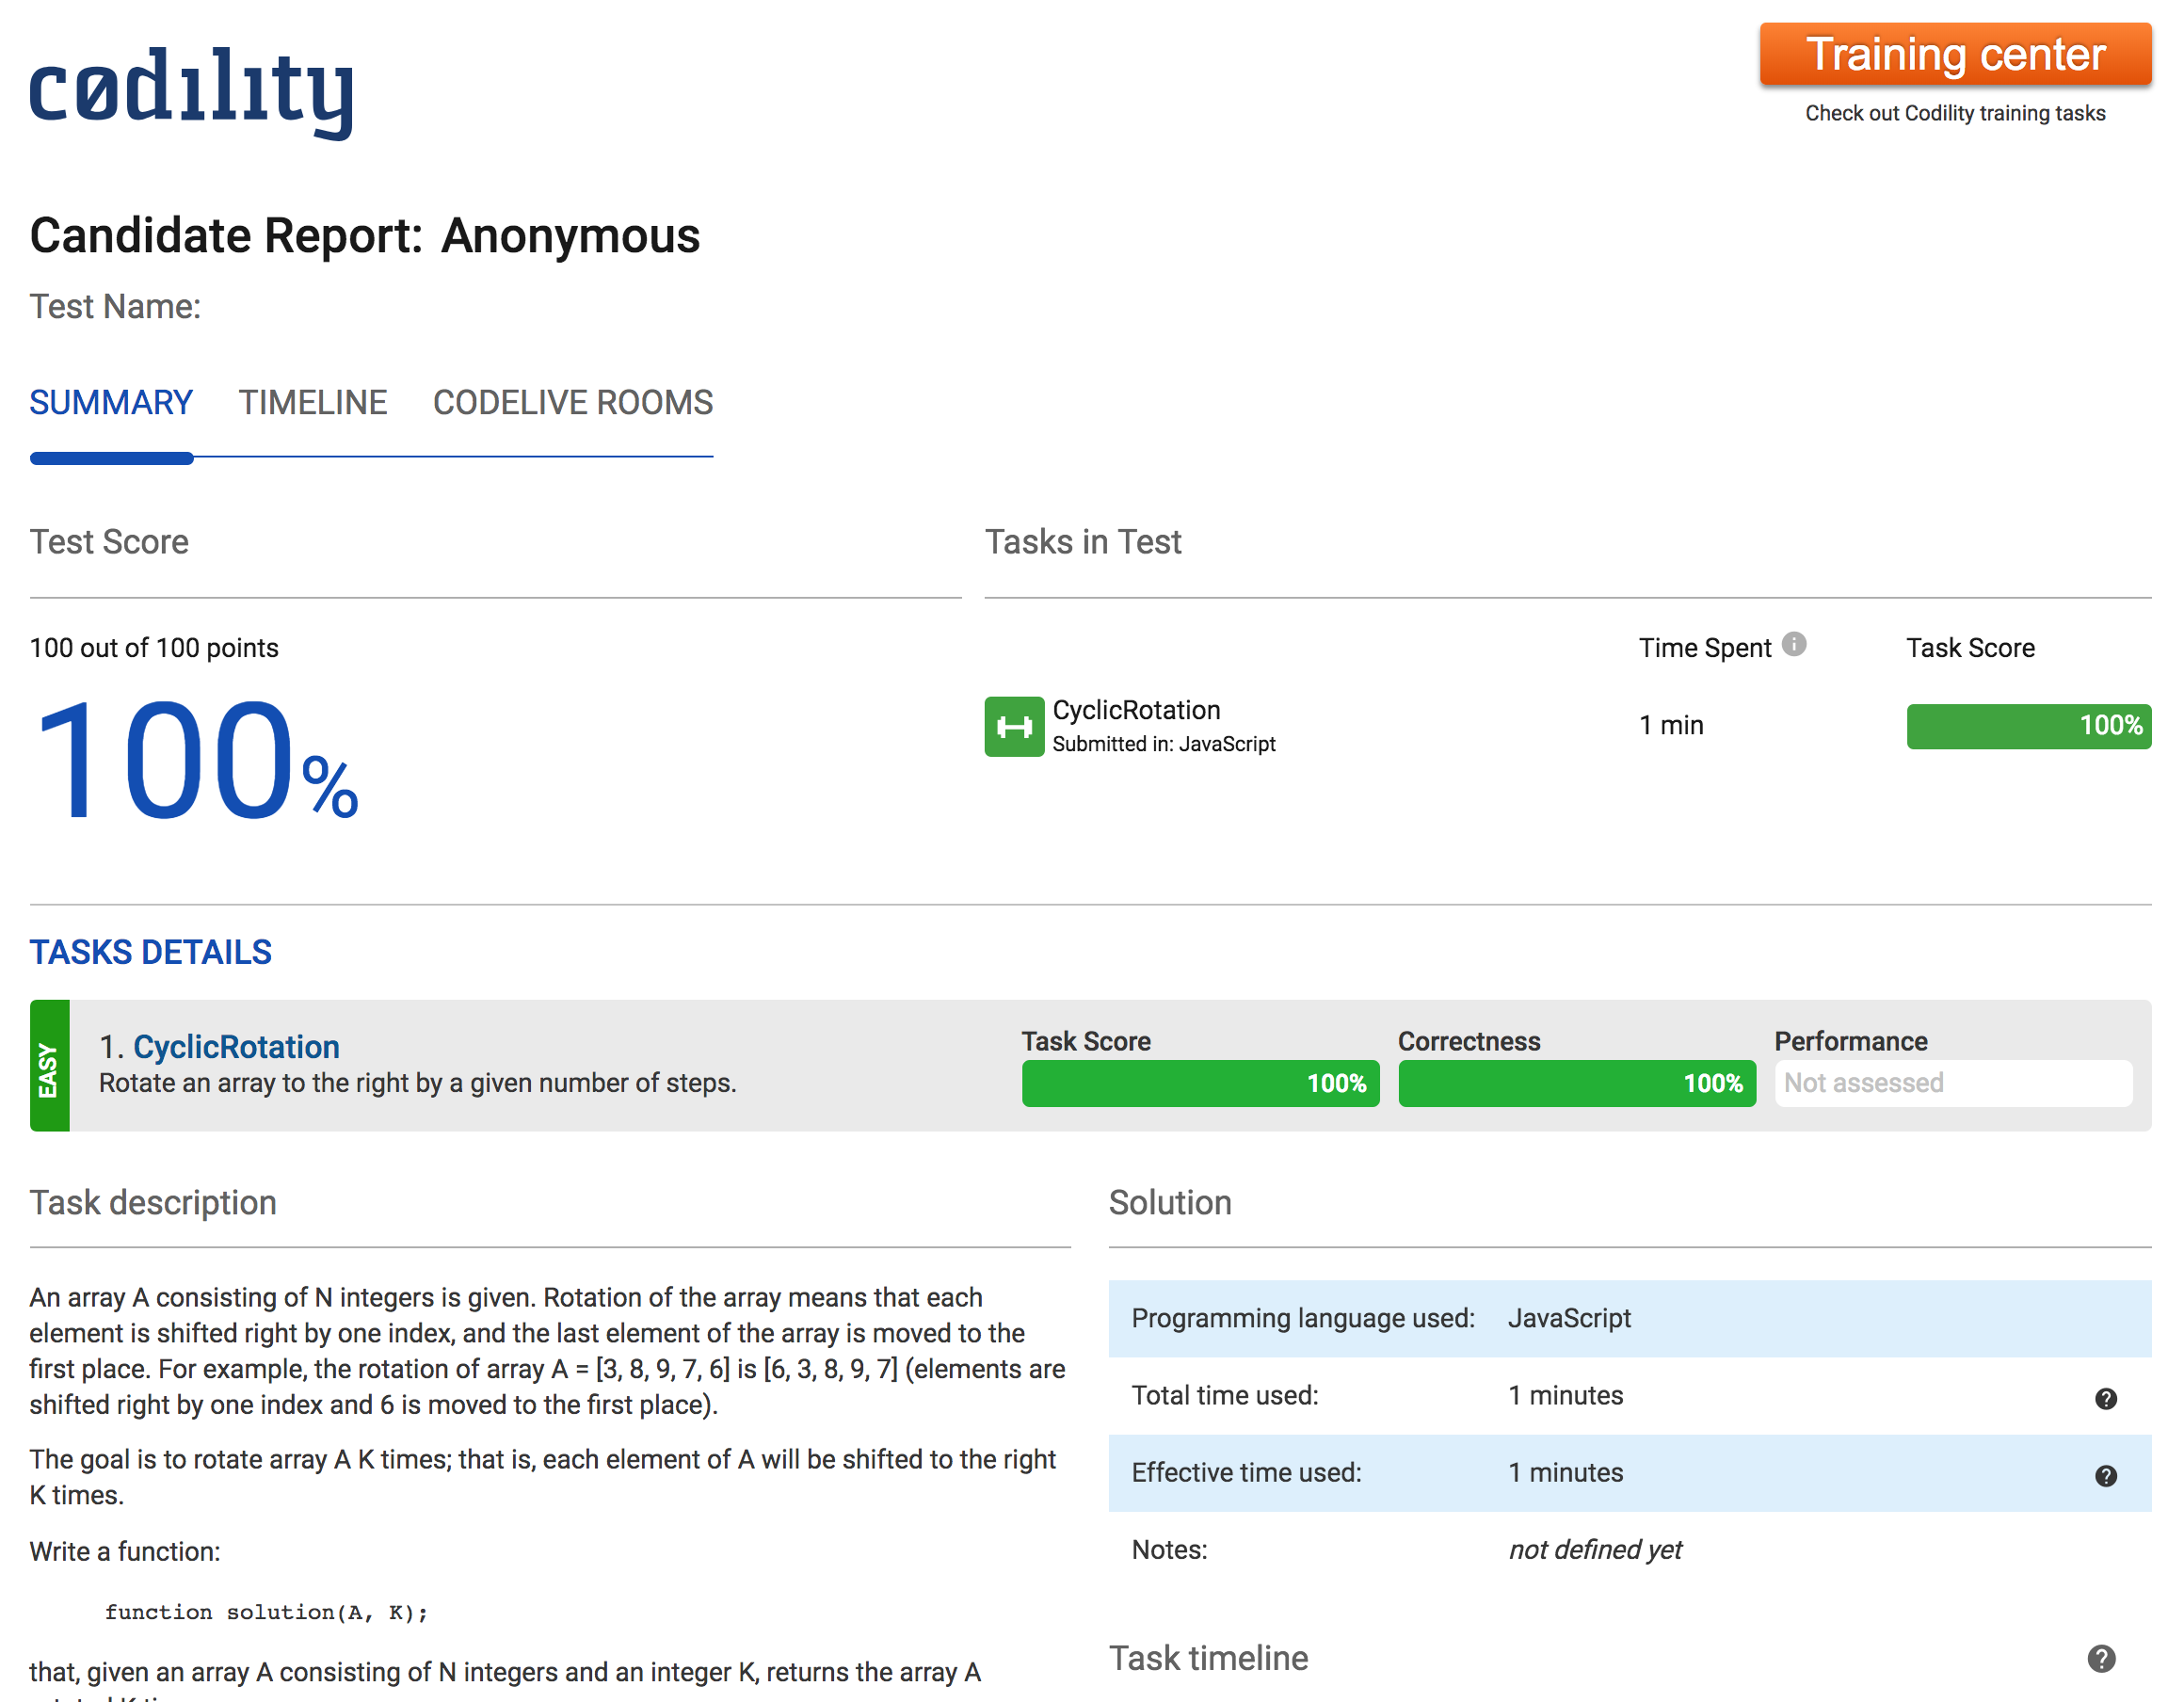 codility
Training center
Check out Codility training tasks
Candidate Report: Anonymous
Test Name:
SUMMARY TIMELINE CODELIVE ROOMS
Test Score
100 out of 100 points
100%
Tasks in Test
Time Spent Task Score
CyclicRotation
Submitted in: JavaScript
1 min
100%
TASKS DETAILS
EASY
1. CyclicRotation
Rotate an array to the right by a given number of steps.
Task Score
100%
Correctness
100%
Performance
Not assessed
Task description
An array A consisting of N integers is given. Rotation of the array means that each
element is shifted right by one index, and the last element of the array is moved to the
first place. For example, the rotation of array A = [3, 8, 9, 7, 6] is [6, 3, 8, 9, 7] (elements are
shifted right by one index and 6 is moved to the first place).
The goal is to rotate array A K times; that is, each element of A will be shifted to the right
K times.
Write a function:
function solution(A, K);
that, given an array A consisting of N integers and an integer K, returns the array A
Solution
Programming language used: JavaScript
Total time used: 1 minutes
Effective time used: 1 minutes
Notes: not defined yet
Task timeline